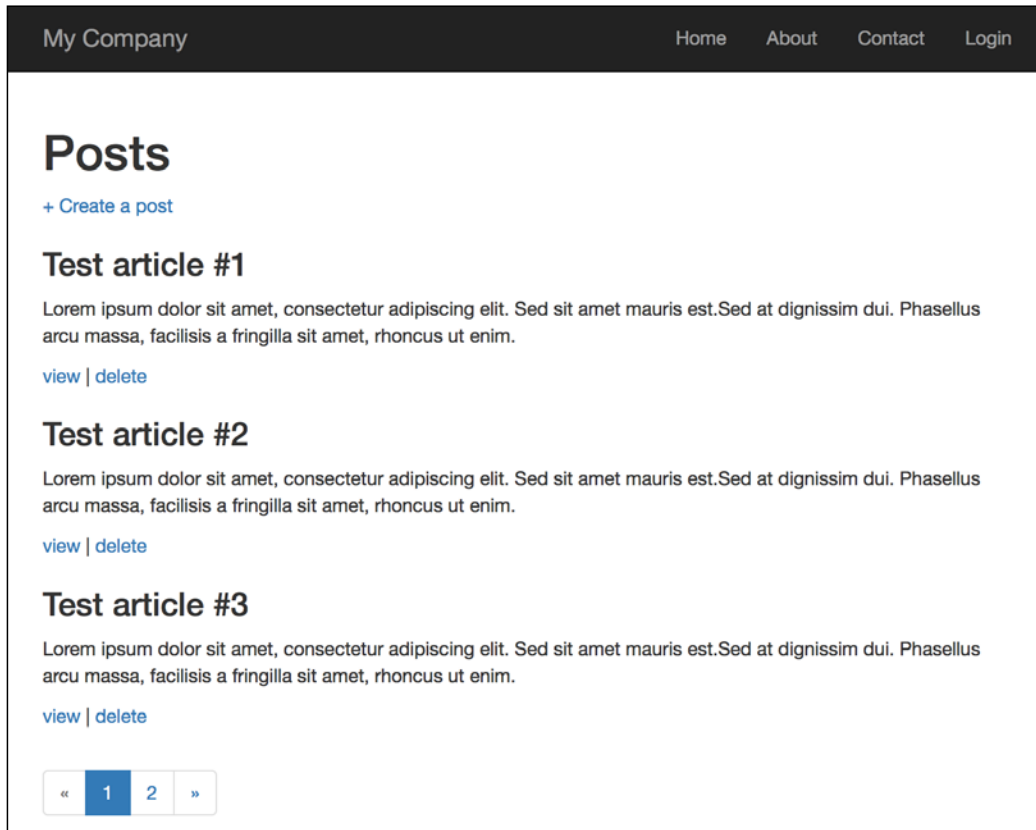 My Company Home About Contact Login
Posts
+ Create a post
Test article #1
Lorem ipsum dolor sit amet, consectetur adipiscing elit. Sed sit amet mauris est.Sed at dignissim dui. Phasellus
arcu massa, facilisis a fringilla sit amet, rhoncus ut enim.
view | delete
Test article #2
Lorem ipsum dolor sit amet, consectetur adipiscing elit. Sed sit amet mauris est.Sed at dignissim dui. Phasellus
arcu massa, facilisis a fringilla sit amet, rhoncus ut enim.
view | delete
Test article #3
Lorem ipsum dolor sit amet, consectetur adipiscing elit. Sed sit amet mauris est.Sed at dignissim dui. Phasellus
arcu massa, facilisis a fringilla sit amet, rhoncus ut enim.
view | delete
« 1 2 »